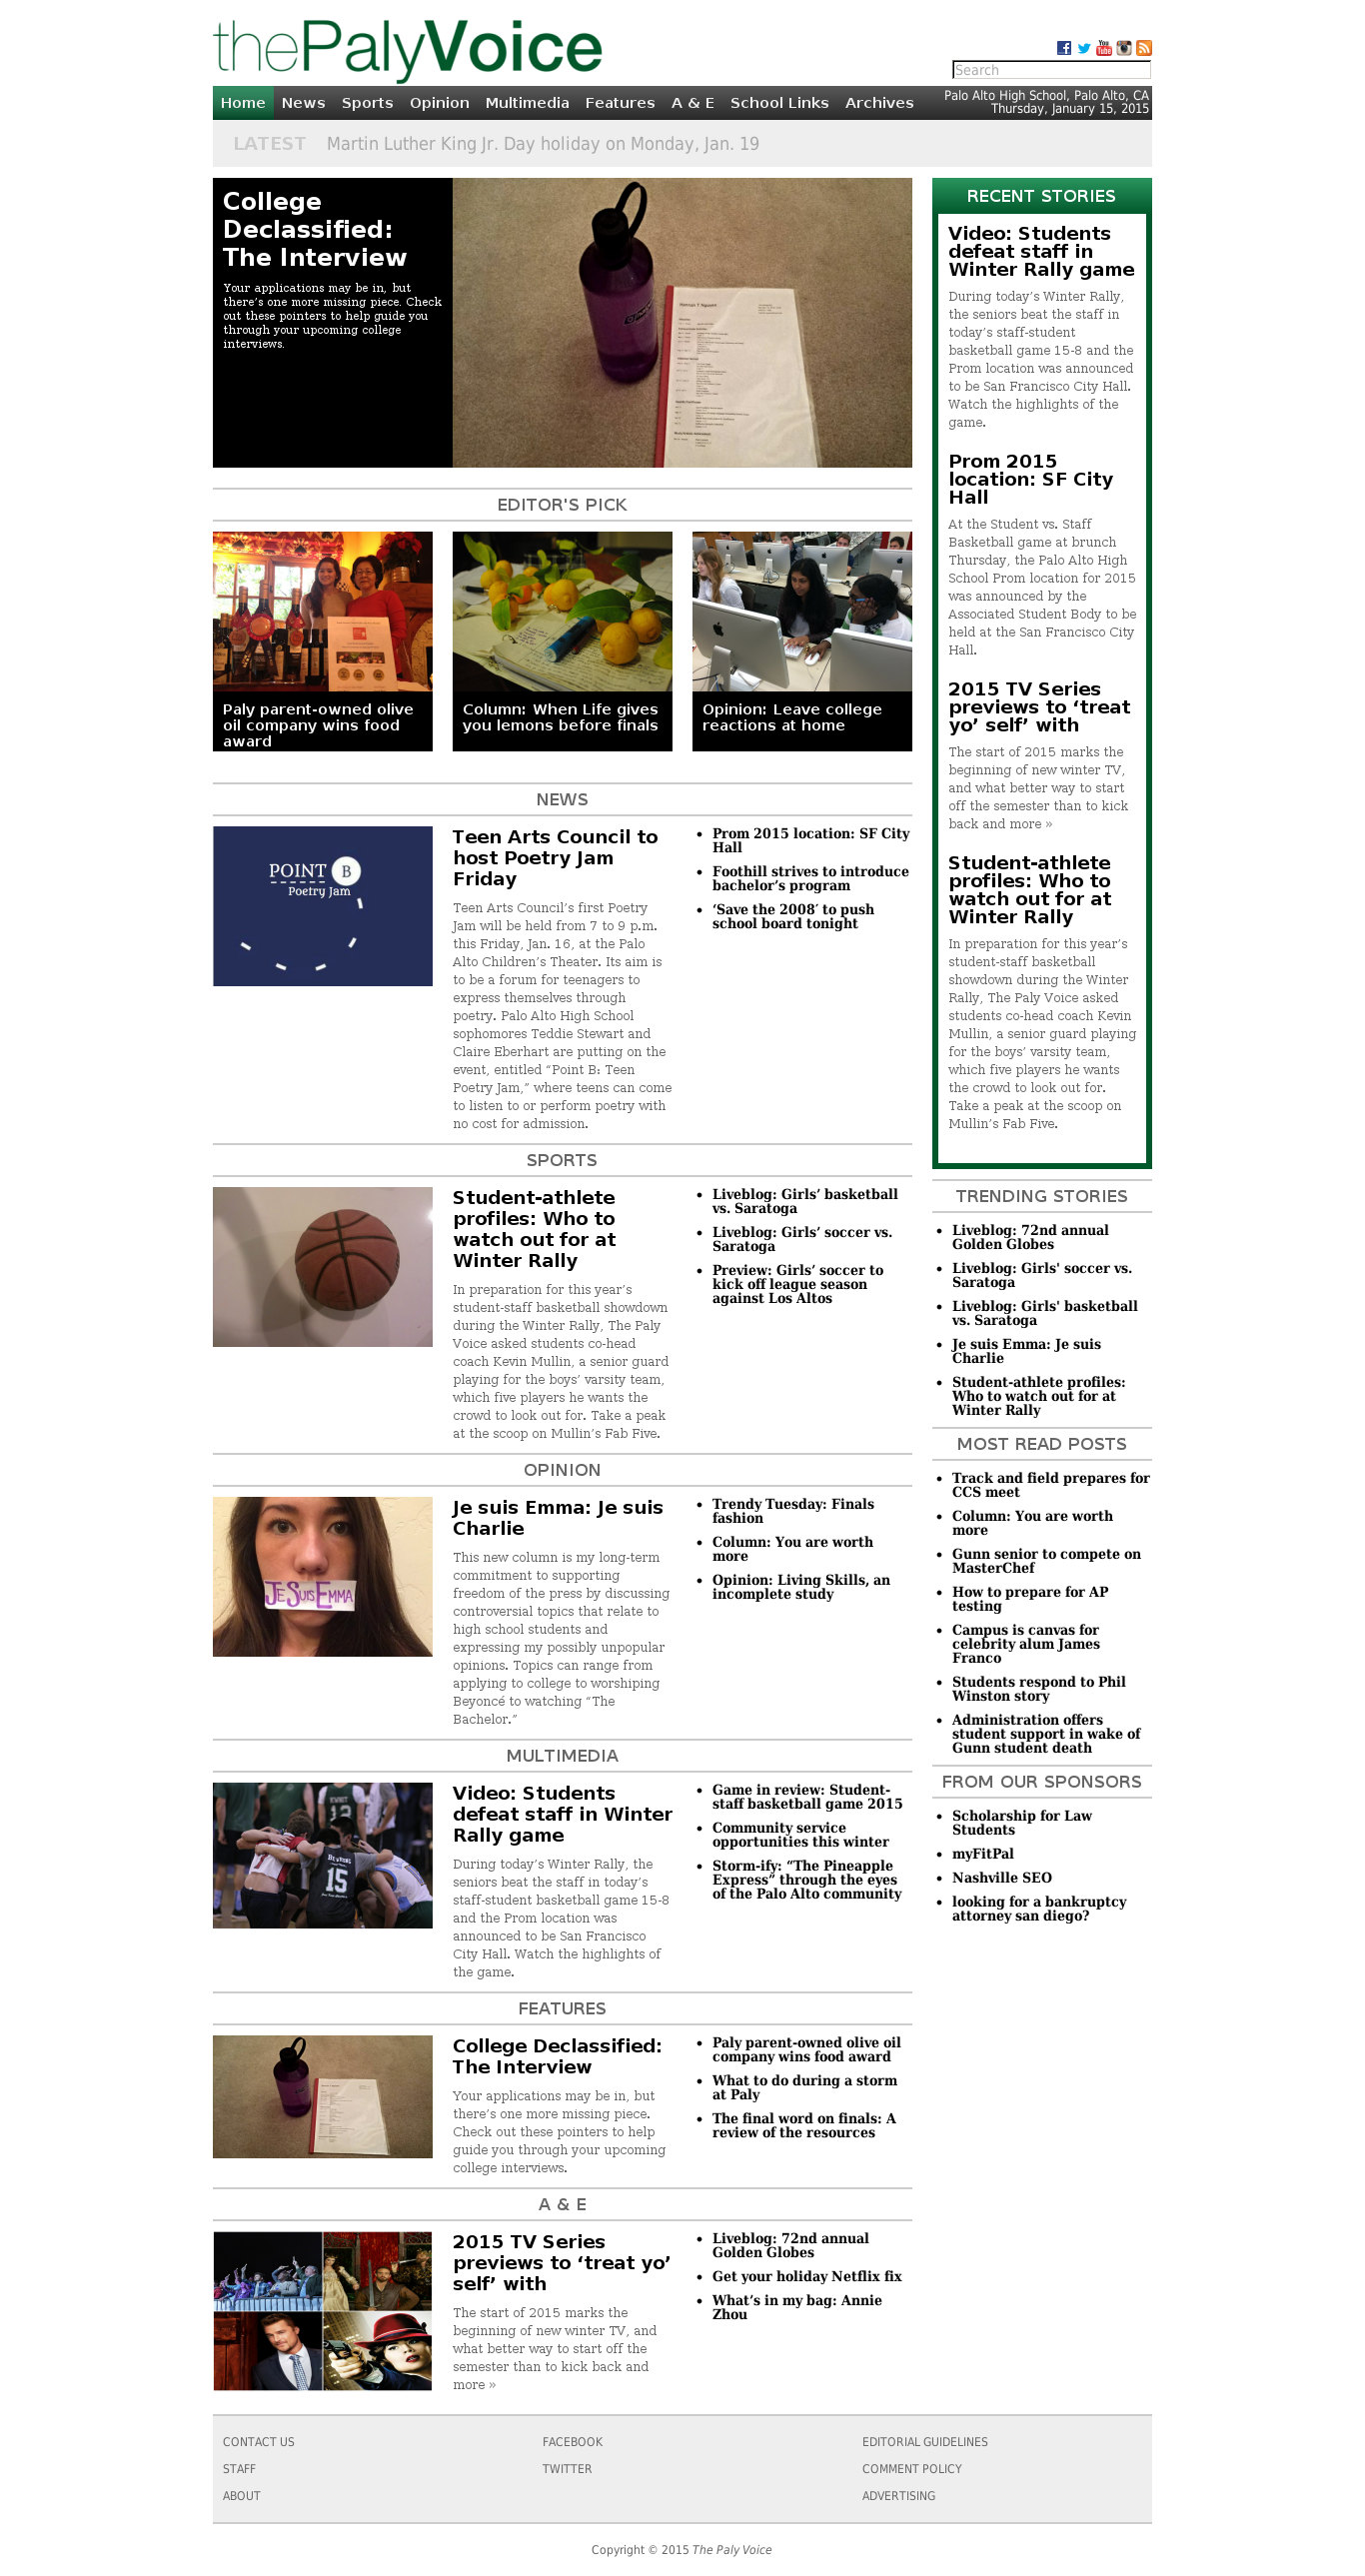 thePalyVoice
Search
Home News Sports Opinion Multimedia Features A & E School Links Archives
Palo Alto High School, Palo Alto, CA
Thursday, January 15, 2015
LATEST Martin Luther King Jr. Day holiday on Monday, Jan. 19
College
Declassified:
The Interview
Your applications may be in, but
there’s one more missing piece. Check
out these pointers to help guide you
through your upcoming college
interviews.
EDITOR'S PICK
Paly parent-owned olive
oil company wins food
award
Column: When Life gives
you lemons before finals
Opinion: Leave college
reactions at home
NEWS
POINT B
Poetry Jam
Teen Arts Council to
host Poetry Jam
Friday
Teen Arts Council’s first Poetry
Jam will be held from 7 to 9 p.m.
this Friday, Jan. 16, at the Palo
Alto Children’s Theater. Its aim is
to be a forum for teenagers to
express themselves through
poetry. Palo Alto High School
sophomores Teddie Stewart and
Claire Eberhart are putting on the
event, entitled “Point B: Teen
Poetry Jam,” where teens can come
to listen to or perform poetry with
no cost for admission.
Prom 2015 location: SF City
Hall
Foothill strives to introduce
bachelor’s program
‘Save the 2008′ to push
school board tonight
SPORTS
Student-athlete
profiles: Who to
watch out for at
Winter Rally
In preparation for this year’s
student-staff basketball showdown
during the Winter Rally, The Paly
Voice asked students co-head
coach Kevin Mullin, a senior guard
playing for the boys’ varsity team,
which five players he wants the
crowd to look out for. Take a peak
at the scoop on Mullin’s Fab Five.
Liveblog: Girls’ basketball
vs. Saratoga
Liveblog: Girls’ soccer vs.
Saratoga
Preview: Girls’ soccer to
kick off league season
against Los Altos
OPINION
JE SUIS EMMA
Je suis Emma: Je suis
Charlie
This new column is my long-term
commitment to supporting
freedom of the press by discussing
controversial topics that relate to
high school students and
expressing my possibly unpopular
opinions. Topics can range from
applying to college to worshiping
Beyoncé to watching “The
Bachelor.”
Trendy Tuesday: Finals
fashion
Column: You are worth
more
Opinion: Living Skills, an
incomplete study
MULTIMEDIA
15
Video: Students
defeat staff in Winter
Rally game
During today’s Winter Rally, the
seniors beat the staff in today’s
staff-student basketball game 15-8
and the Prom location was
announced to be San Francisco
City Hall. Watch the highlights of
the game.
Game in review: Student-
staff basketball game 2015
Community service
opportunities this winter
Storm-ify: “The Pineapple
Express” through the eyes
of the Palo Alto community
FEATURES
College Declassified:
The Interview
Your applications may be in, but
there’s one more missing piece.
Check out these pointers to help
guide you through your upcoming
college interviews.
Paly parent-owned olive oil
company wins food award
What to do during a storm
at Paly
The final word on finals: A
review of the resources
A & E
2015 TV Series
previews to ‘treat yo’
self’ with
The start of 2015 marks the
beginning of new winter TV, and
what better way to start off the
semester than to kick back and
more »
Liveblog: 72nd annual
Golden Globes
Get your holiday Netflix fix
What’s in my bag: Annie
Zhou
RECENT STORIES
Video: Students
defeat staff in
Winter Rally game
During today’s Winter Rally,
the seniors beat the staff in
today’s staff-student
basketball game 15-8 and the
Prom location was announced
to be San Francisco City Hall.
Watch the highlights of the
game.
Prom 2015
location: SF City
Hall
At the Student vs. Staff
Basketball game at brunch
Thursday, the Palo Alto High
School Prom location for 2015
was announced by the
Associated Student Body to be
held at the San Francisco City
Hall.
2015 TV Series
previews to ‘treat
yo’ self’ with
The start of 2015 marks the
beginning of new winter TV,
and what better way to start
off the semester than to kick
back and more »
Student-athlete
profiles: Who to
watch out for at
Winter Rally
In preparation for this year’s
student-staff basketball
showdown during the Winter
Rally, The Paly Voice asked
students co-head coach Kevin
Mullin, a senior guard playing
for the boys’ varsity team,
which five players he wants
the crowd to look out for.
Take a peak at the scoop on
Mullin’s Fab Five.
TRENDING STORIES
Liveblog: 72nd annual
Golden Globes
Liveblog: Girls' soccer vs.
Saratoga
Liveblog: Girls' basketball
vs. Saratoga
Je suis Emma: Je suis
Charlie
Student-athlete profiles:
Who to watch out for at
Winter Rally
MOST READ POSTS
Track and field prepares for
CCS meet
Column: You are worth
more
Gunn senior to compete on
MasterChef
How to prepare for AP
testing
Campus is canvas for
celebrity alum James
Franco
Students respond to Phil
Winston story
Administration offers
student support in wake of
Gunn student death
FROM OUR SPONSORS
Scholarship for Law
Students
myFitPal
Nashville SEO
looking for a bankruptcy
attorney san diego?
CONTACT US
STAFF
ABOUT
FACEBOOK
TWITTER
EDITORIAL GUIDELINES
COMMENT POLICY
ADVERTISING
Copyright © 2015 The Paly Voice